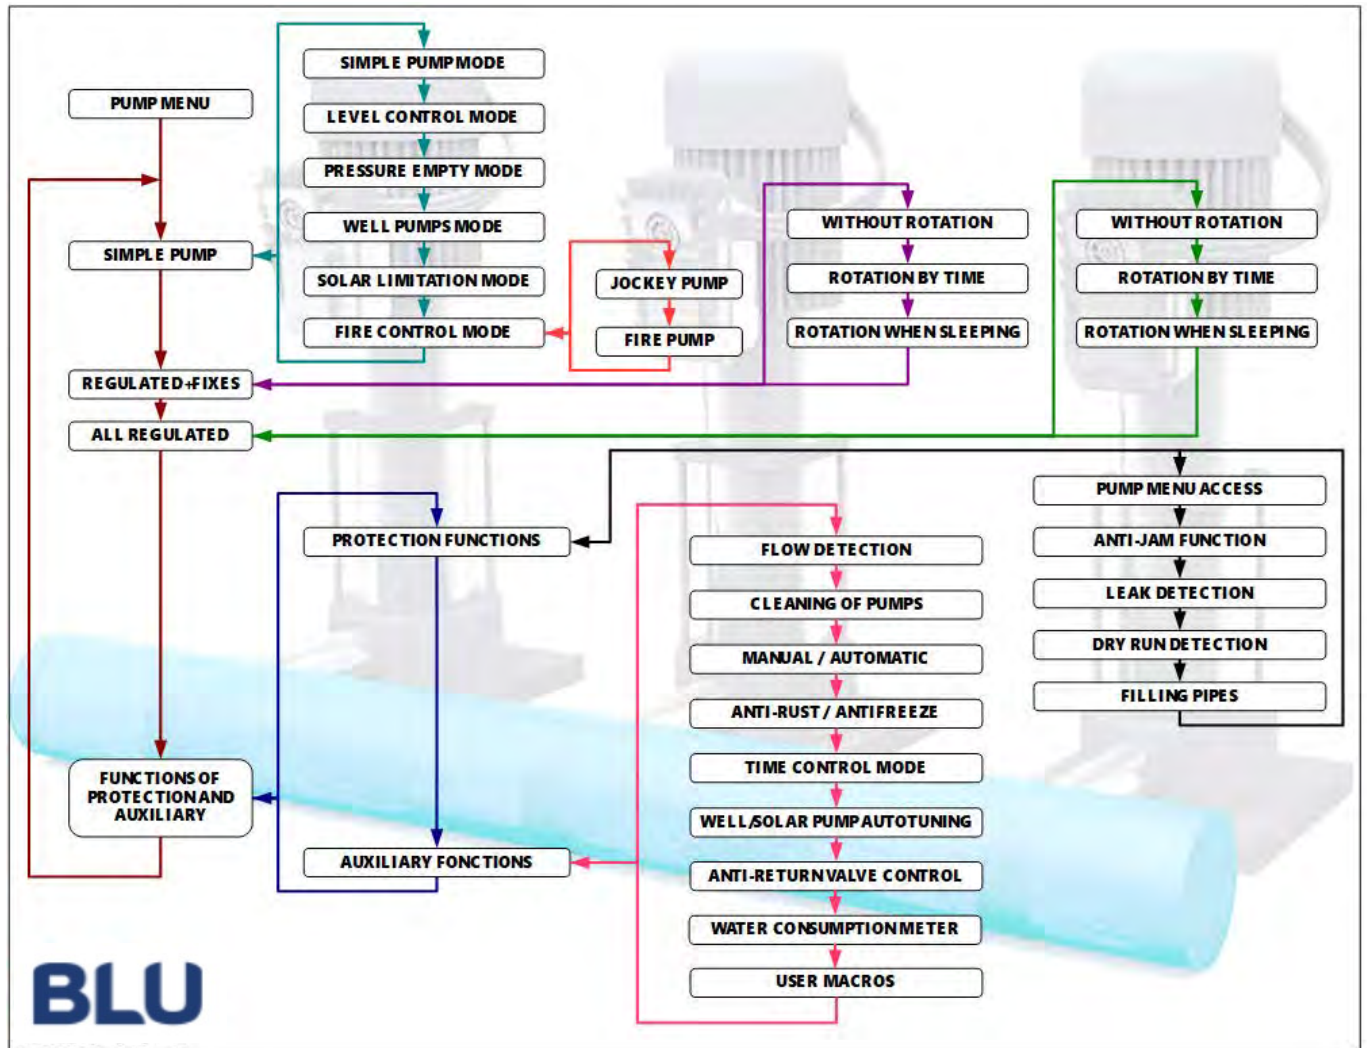 PUMP MENU
SIMPLE PUMP
REGULATED+FIXES
ALL REGULATED
FUNCTIONS OF
PROTECTION AND
AUXILIARY
SIMPLE PUMP MODE
LEVEL CONTROL MODE
PRESSURE EMPTY MODE
WELL PUMPS MODE
SOLAR LIMITATION MODE
FIRE CONTROL MODE
JOCKEY PUMP
FIRE PUMP
WITHOUT ROTATION
ROTATION BY TIME
ROTATION WHEN SLEEPING
WITHOUT ROTATION
ROTATION BY TIME
ROTATION WHEN SLEEPING
PROTECTION FUNCTIONS
AUXILIARY FONCTIONS
FLOW DETECTION
CLEANING OF PUMPS
MANUAL / AUTOMATIC
ANTI-RUST / ANTIFREEZE
TIME CONTROL MODE
WELL/SOLAR PUMP AUTOTUNING
ANTI-RETURN VALVE CONTROL
WATER CONSUMPTION METER
USER MACROS
PUMP MENU ACCESS
ANTI-JAM FUNCTION
LEAK DETECTION
DRY RUN DETECTION
FILLING PIPES
BLU